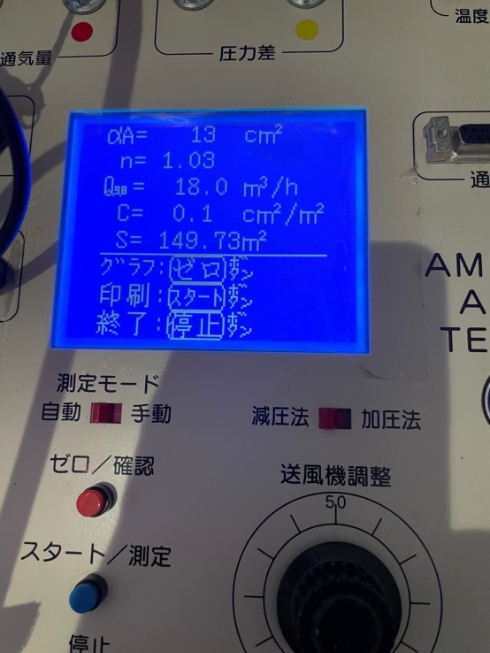 通気量
圧力差
温度
αA= 13 cm²
n= 1.03
Q9.8= 18.0 m³/h
C= 0.1 cm²/m²
S= 149.73m²
グラフ:(ゼロ)ボタン
印刷:(スタート)ボタン
終了:(停止)ボタン
通
AM
A
TE
測定モード
自動 手動
減圧法 加圧法
ゼロ/確認
送風機調整
50
スタート/測定
停止